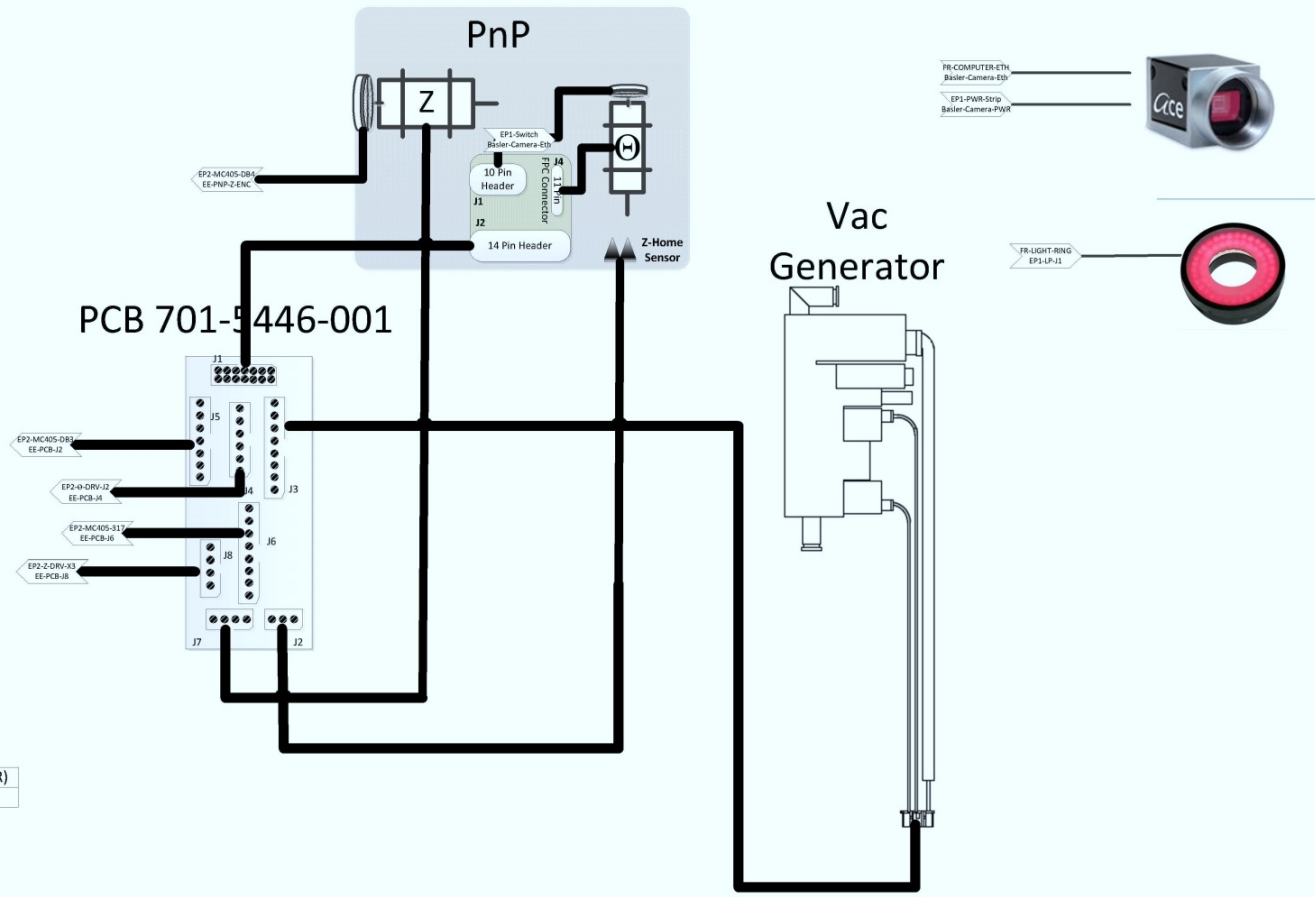 PnP
Z
Θ
EP1-Switch
Basler-Camera-Eth
J4
10 Pin
Header
FPC Connector
11 Pin
J1
J2
14 Pin Header
Z-Home
Sensor
EP2-MC405-DB4
EE-PNP-Z-ENC
FR-COMPUTER-ETH
Basler-Camera-Eth
EP1-PWR-Strip
Basler-Camera-PWR
ace
Vac
Generator
FR-LIGHT-RING
EP1-LP-J1
PCB 701-5446-001
J1
J5
J4
J3
EP2-MC405-DB3
EE-PCB-J2
EP2-Θ-DRV-J2
EE-PCB-J4
EP2-MC405-317
EE-PCB-J6
J6
J8
EP2-Z-DRV-X3
EE-PCB-J8
J7
J2
R)